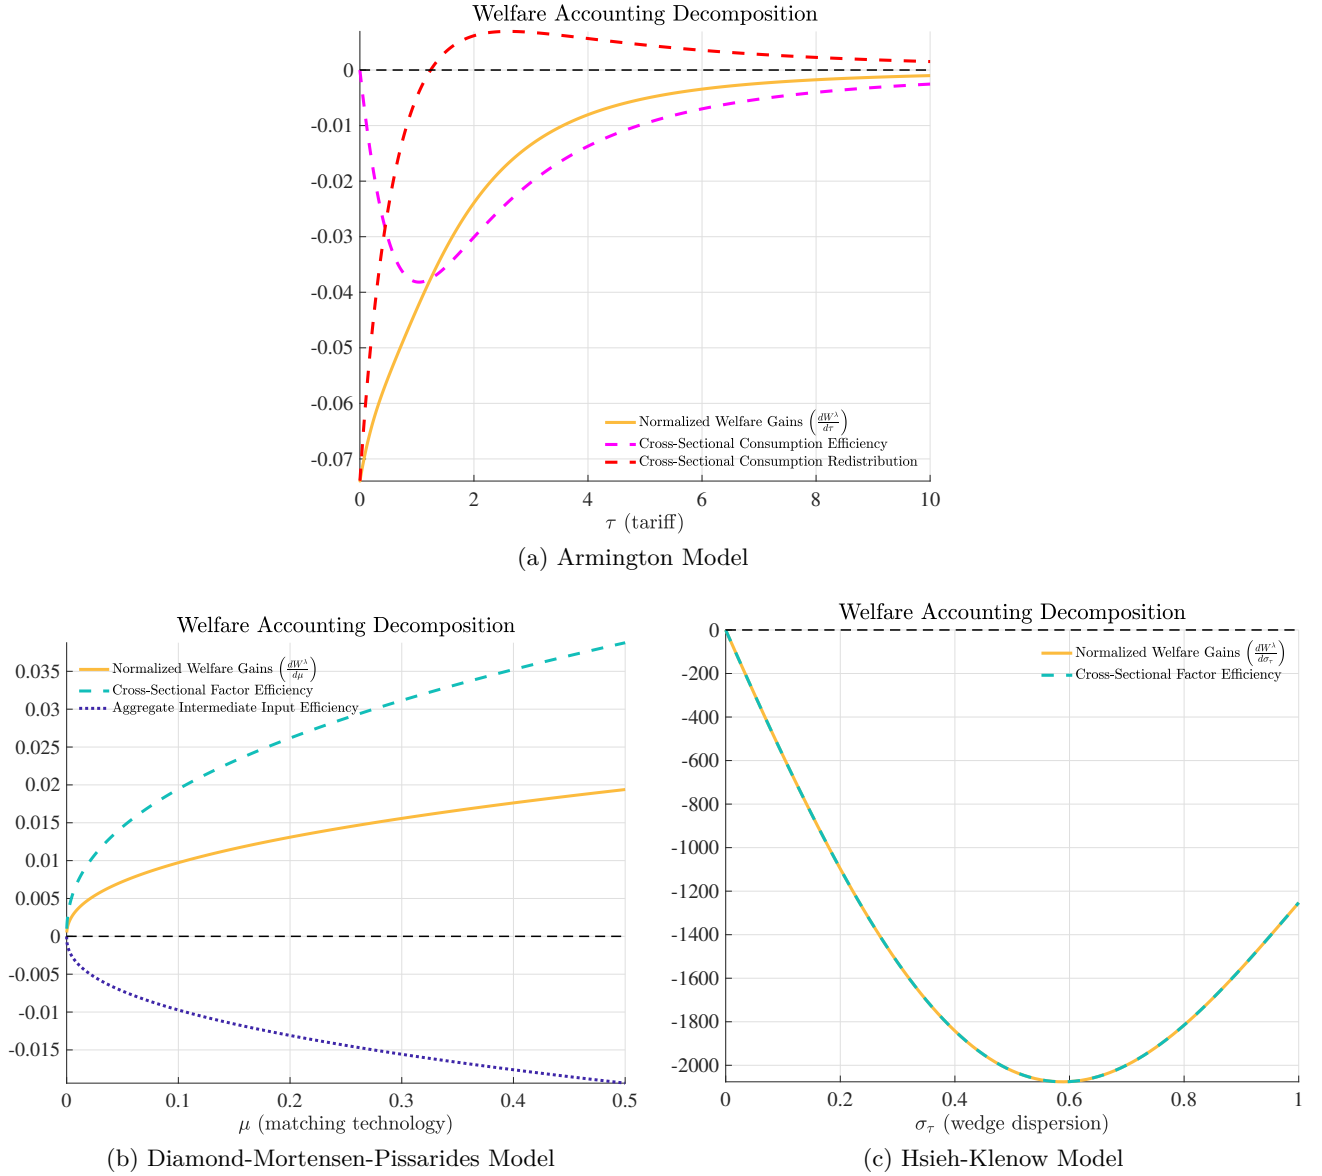 Welfare Accounting Decomposition
0
-0.01
-0.02
-0.03
-0.04
-0.05
-0.06
-0.07
Normalized Welfare Gains (dW^λ/dτ)
Cross-Sectional Consumption Efficiency
Cross-Sectional Consumption Redistribution
0 2 4 6 8 10
τ (tariff)
(a) Armington Model
Welfare Accounting Decomposition
0.035
0.03
0.025
0.02
0.015
0.01
0.005
0
-0.005
-0.01
-0.015
Normalized Welfare Gains (dW^λ/dμ)
Cross-Sectional Factor Efficiency
Aggregate Intermediate Input Efficiency
0 0.1 0.2 0.3 0.4 0.5
μ (matching technology)
(b) Diamond-Mortensen-Pissarides Model
Welfare Accounting Decomposition
0
-200
-400
-600
-800
-1000
-1200
-1400
-1600
-1800
-2000
Normalized Welfare Gains (dW^λ/dσ_τ)
Cross-Sectional Factor Efficiency
0 0.2 0.4 0.6 0.8 1
σ_τ (wedge dispersion)
(c) Hsieh-Klenow Model